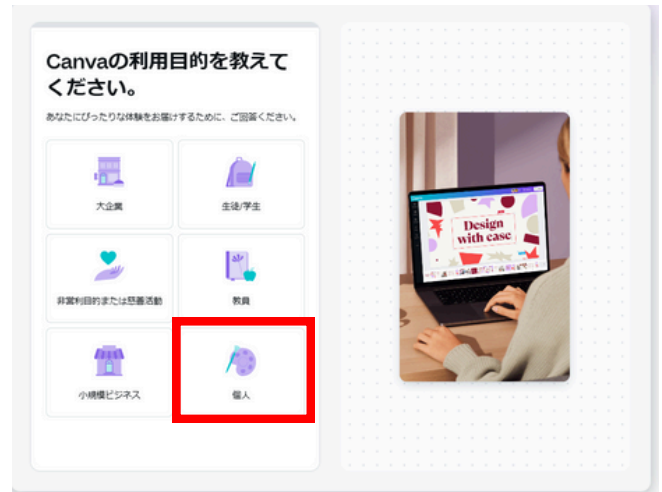 Canvaの利用目的を教えて
ください。
あなたにぴったりな体験をお届けするために、ご回答ください。
大企業
生徒/学生
非営利目的または慈善活動
教員
小規模ビジネス
個人
Design
with ease